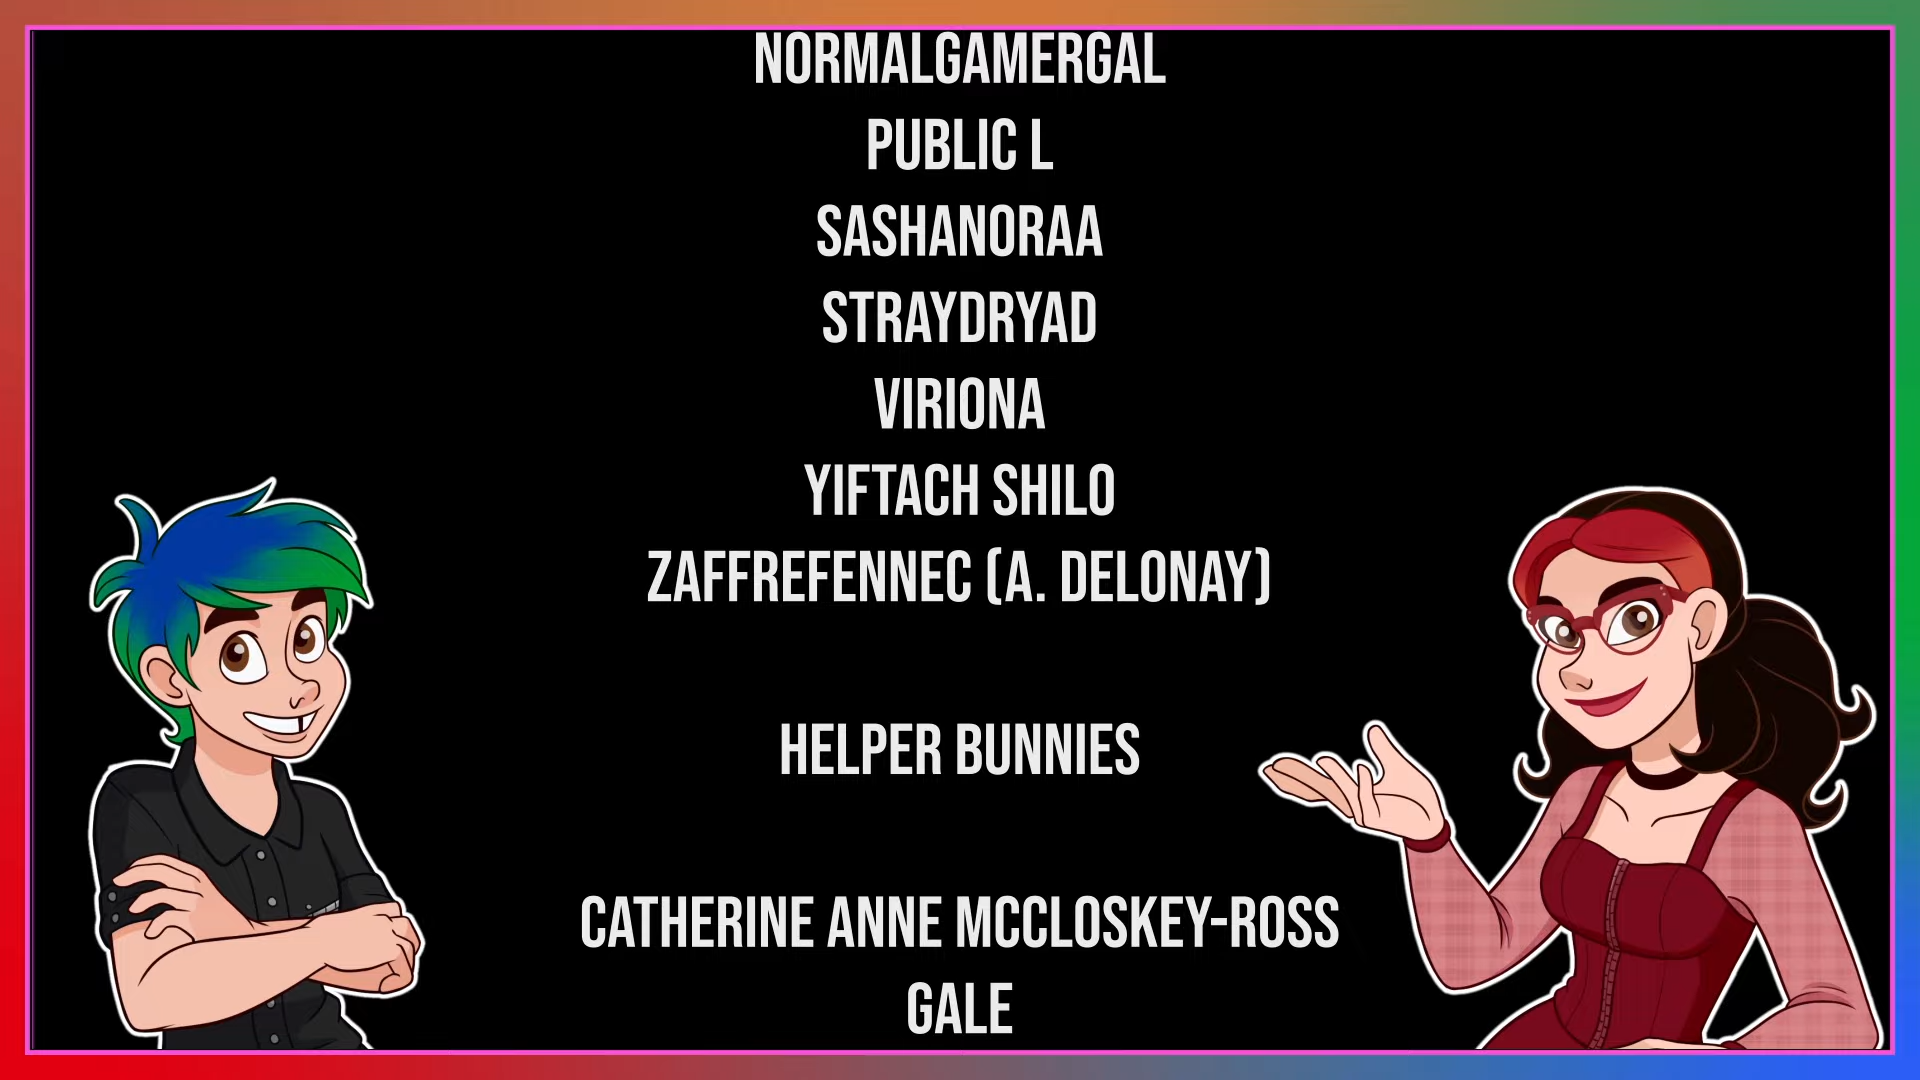 NORMALGAMERGAL
PUBLIC L
SASHANORAA
STRAYDRYAD
VIRIONA
YIFTACH SHILO
ZAFFREFENNEC (A. DELONAY)
HELPER BUNNIES
CATHERINE ANNE MCCLOSKEY-ROSS
GALE